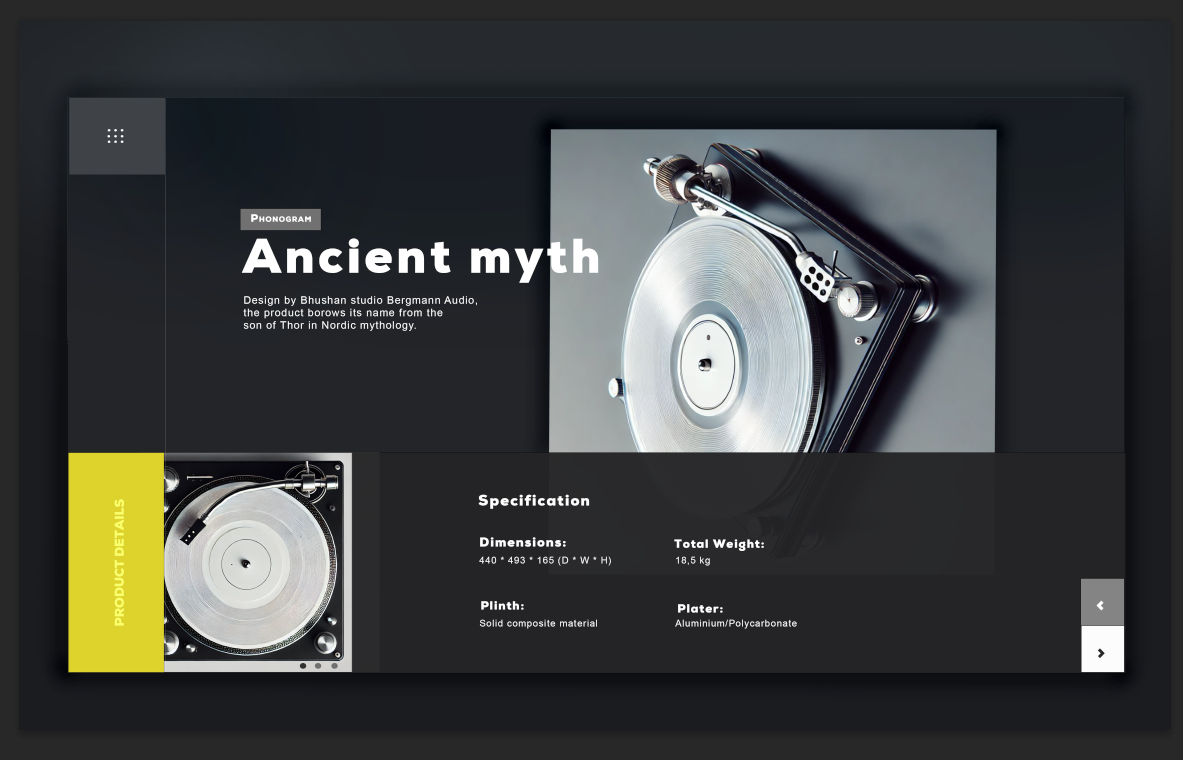 Phonogram
Ancient myth
Design by Bhushan studio Bergmann Audio,
the product borows its name from the
son of Thor in Nordic mythology.
PRODUCT DETAILS
Specification
Dimensions:
440 * 493 * 165 (D * W * H)
Total Weight:
18,5 kg
Plinth:
Solid composite material
Plater:
Aluminium/Polycarbonate